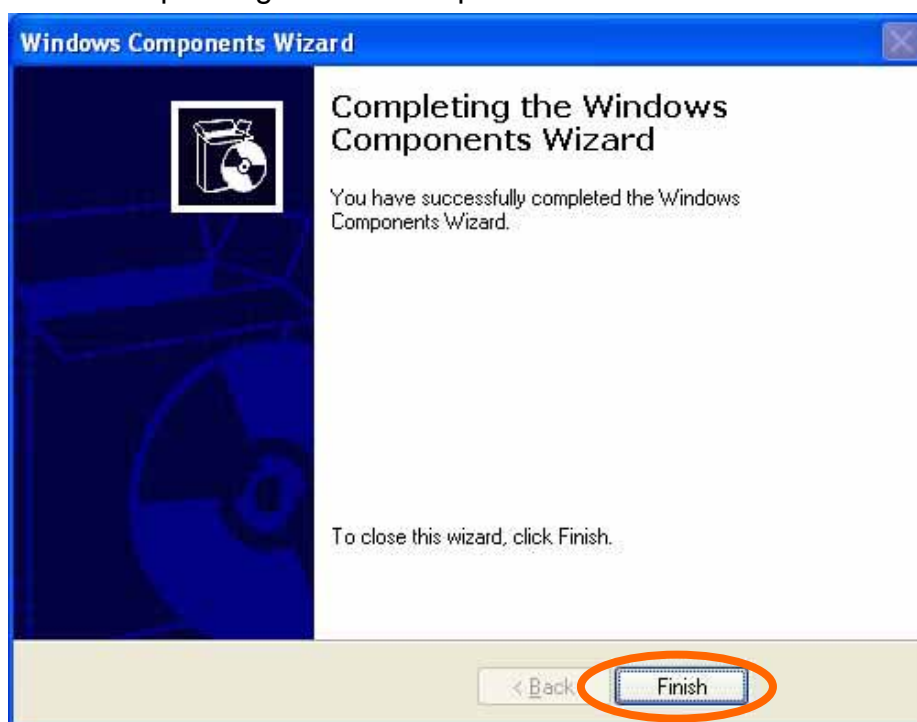 Windows Components Wizard
Completing the Windows
Components Wizard
You have successfully completed the Windows
Components Wizard.
To close this wizard, click Finish.
< Back
Finish